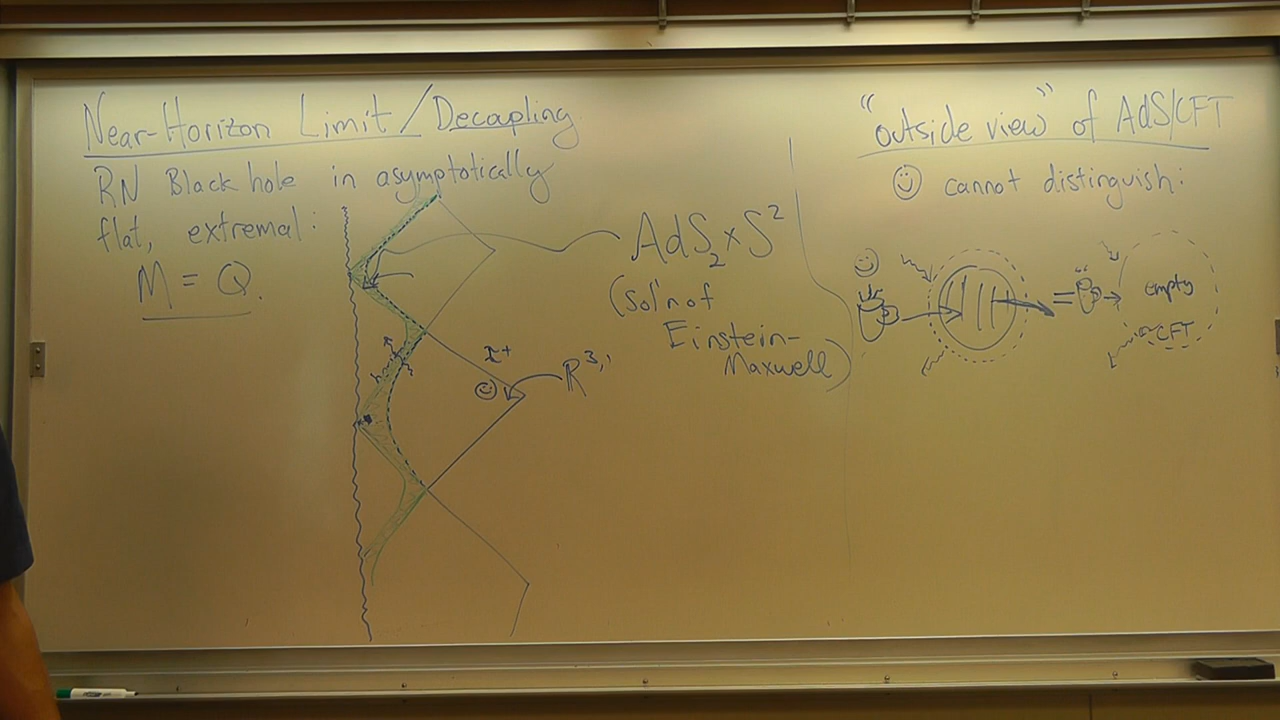 Near-Horizon Limit / Decoupling
RN Black hole in asymptotically
flat, extremal:
M = Q.
AdS₂ × S²
(sol'n of
Einstein-
Maxwell)
I⁺
R³,¹
"outside view" of AdS/CFT
☺ cannot distinguish:
=
empty
CFT